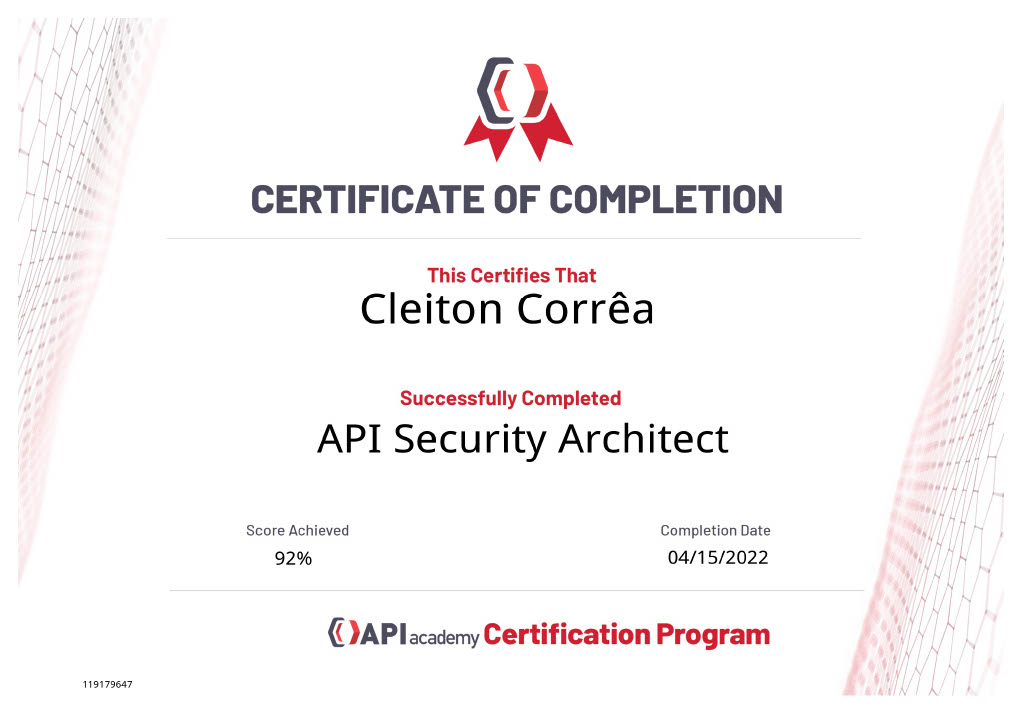 CERTIFICATE OF COMPLETION
This Certifies That
Cleiton Corrêa
Successfully Completed
API Security Architect
Score Achieved
92%
Completion Date
04/15/2022
API academy Certification Program
119179647